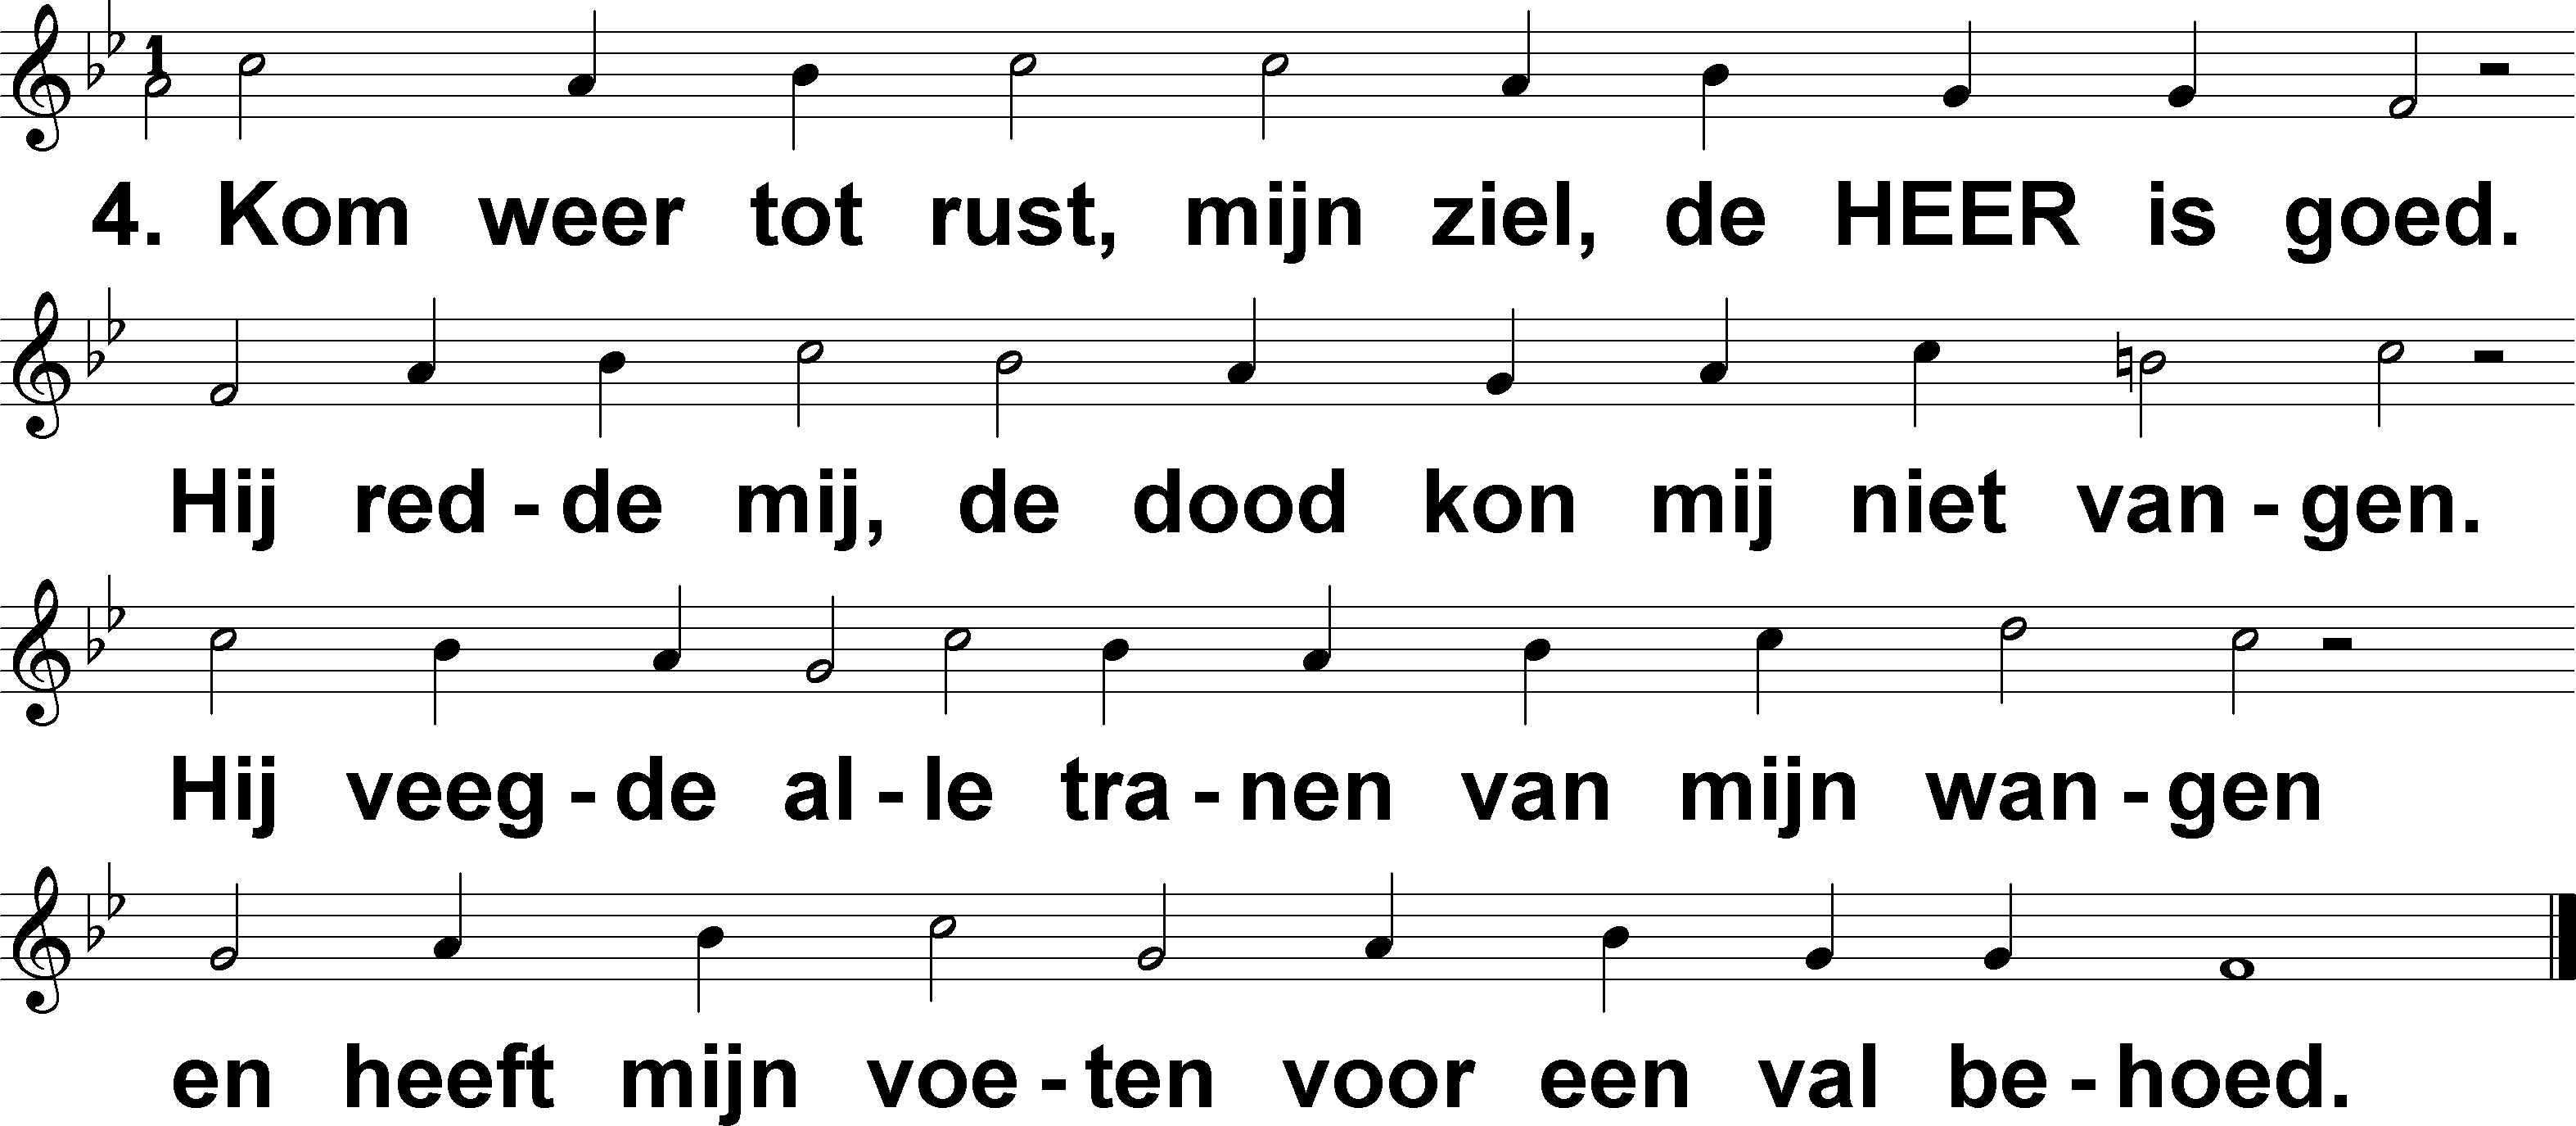 4. Kom weer tot rust, mijn ziel, de HEER is goed.
Hij red - de mij, de dood kon mij niet van - gen.
Hij veeg - de al - le tra - nen van mijn wan - gen
en heeft mijn voe - ten voor een val be - hoed.